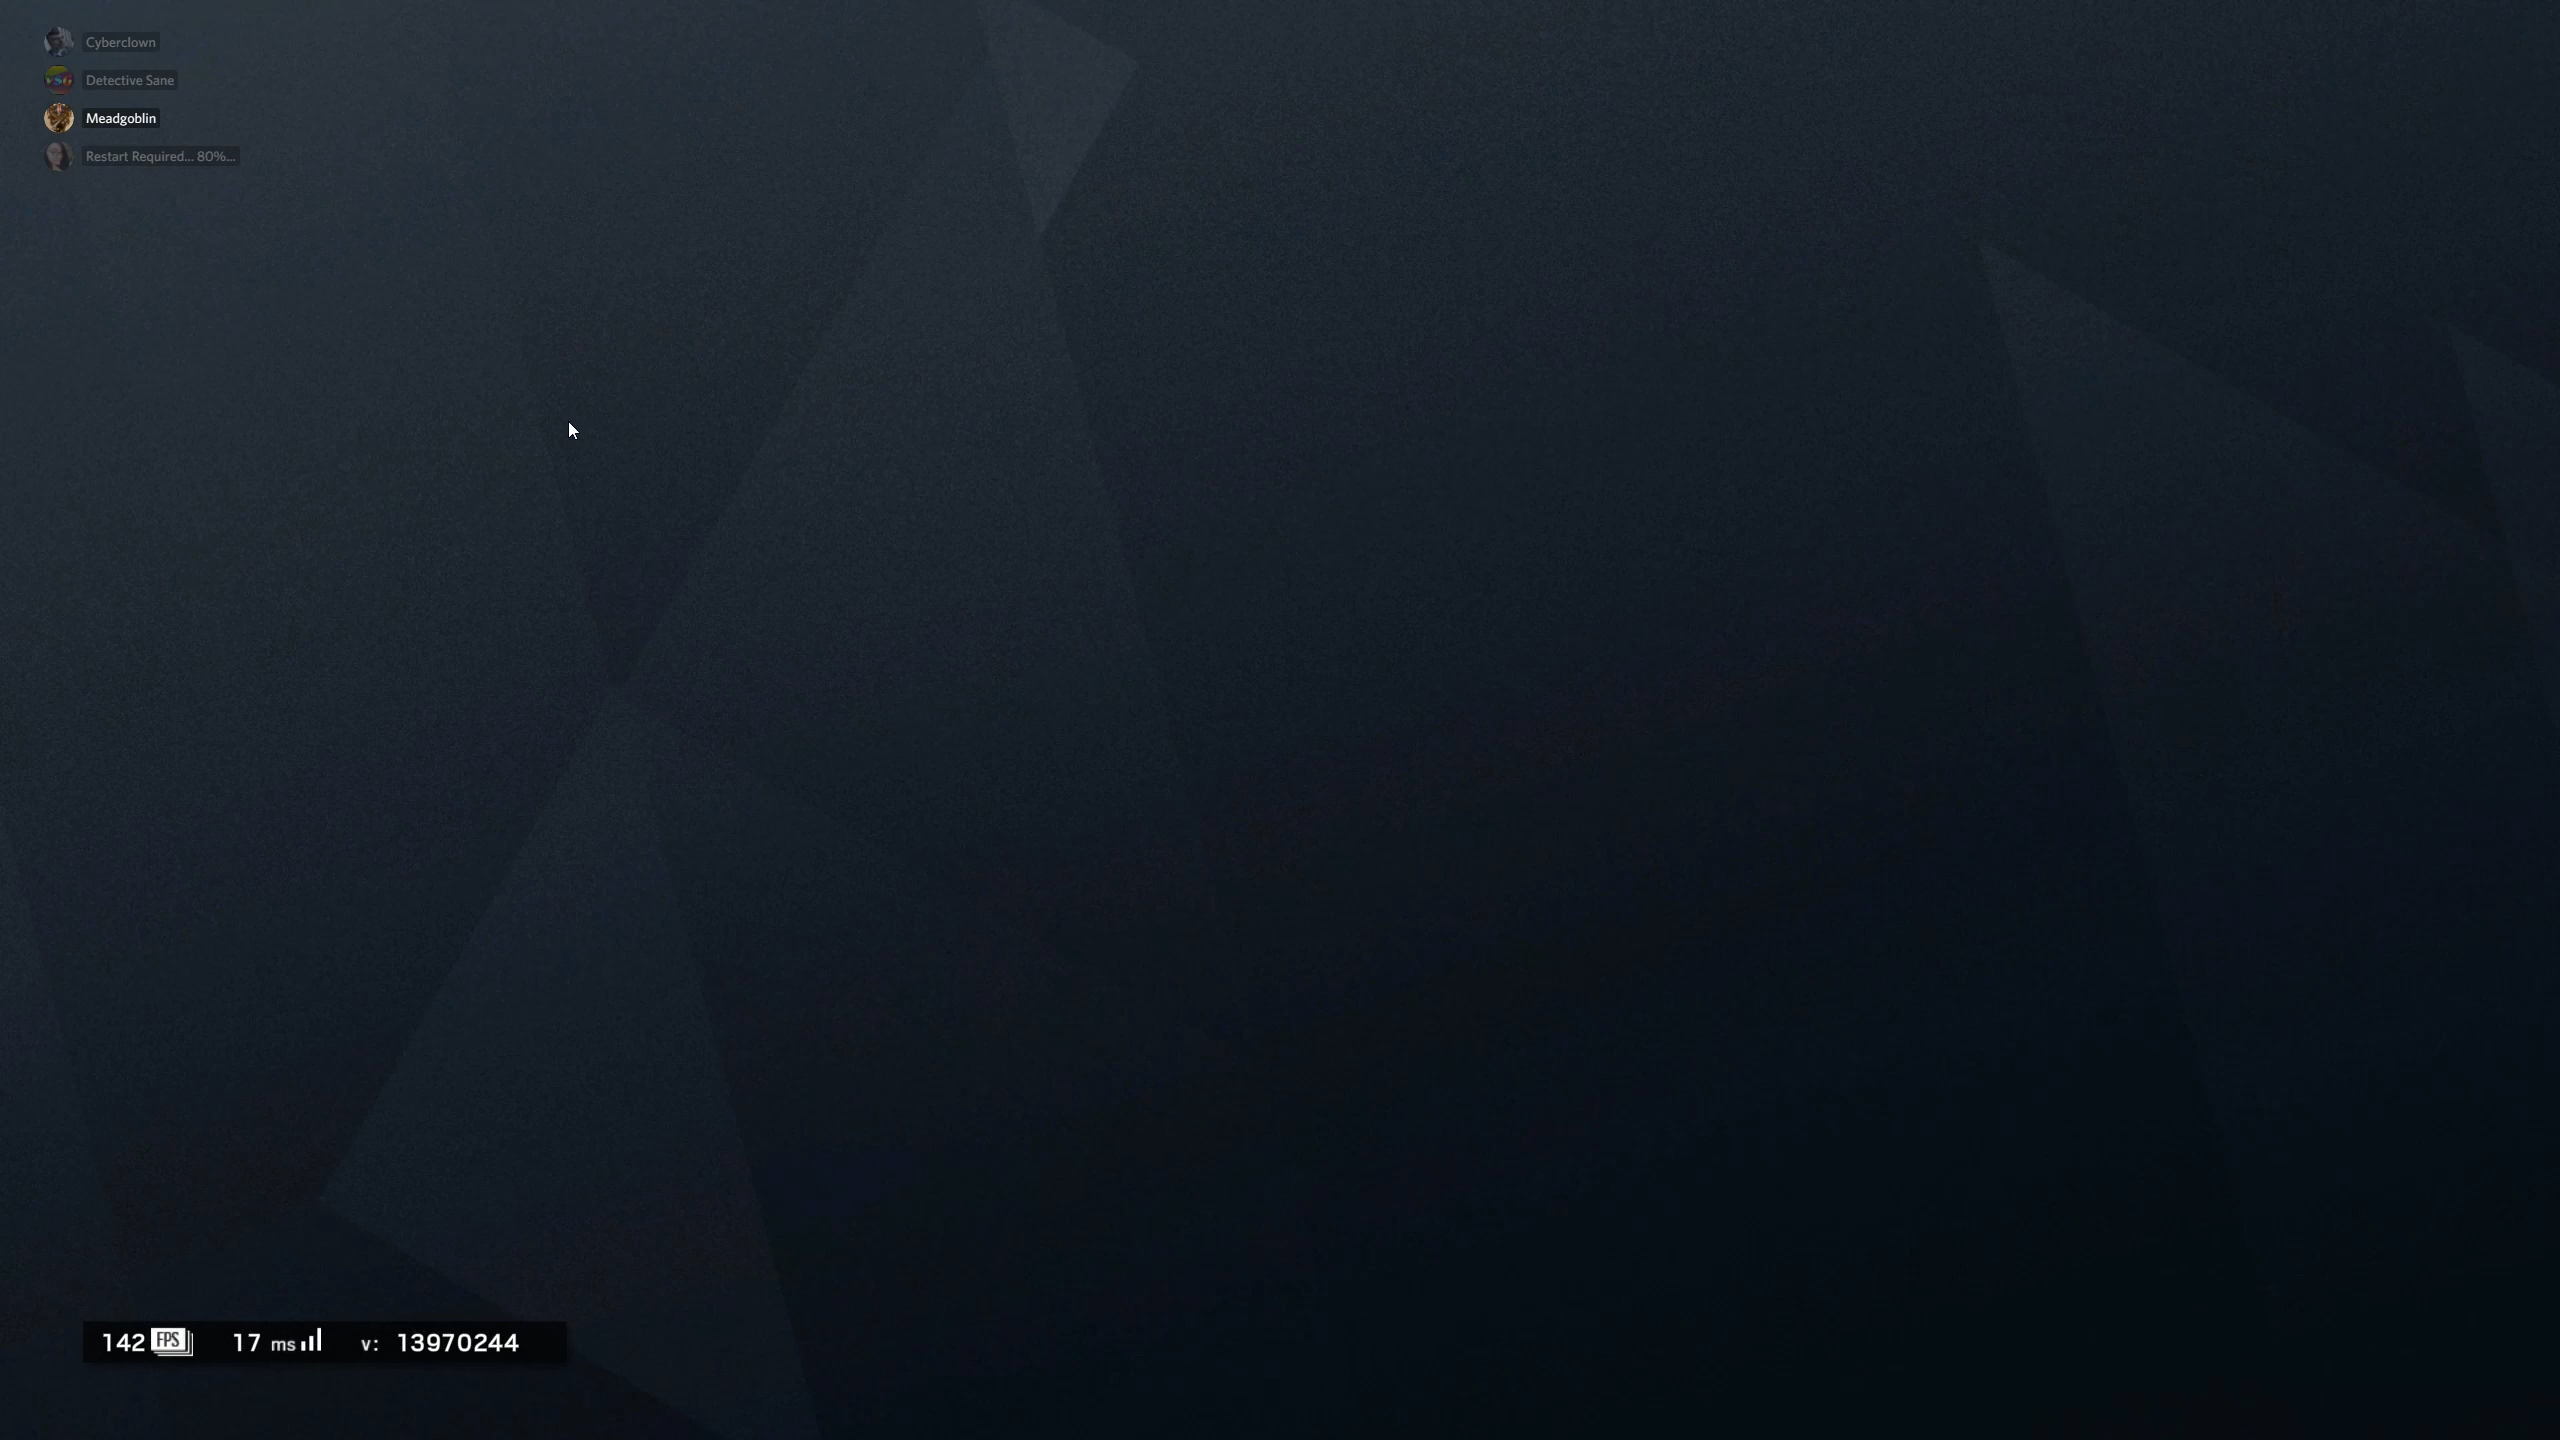 Cyberclown
Detective Sane
Meadgoblin
Restart Required... 80%...
142 FPS 17 ms v: 13970244